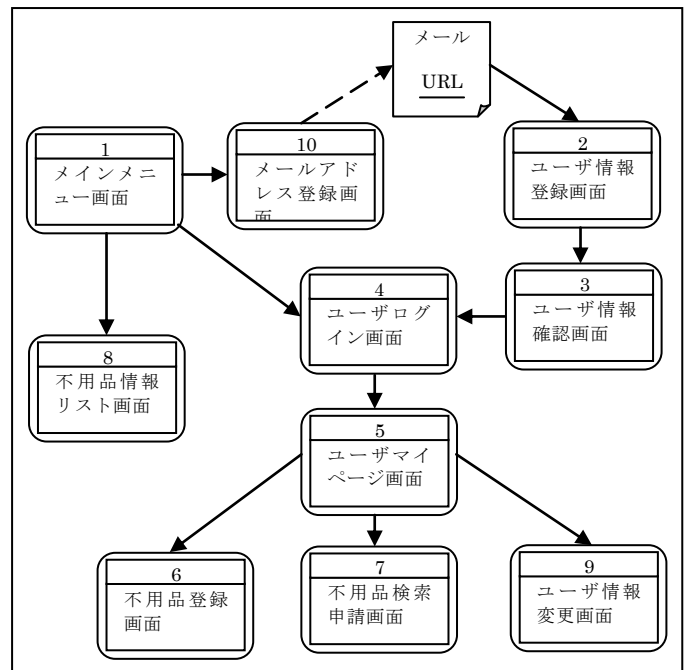 メール
URL
1
メインメニ
ュー画面
10
メールアド
レス登録画
面
2
ユーザ情報
登録画面
3
ユーザ情報
確認画面
4
ユーザログ
イン画面
8
不用品情報
リスト画面
5
ユーザマイ
ページ画面
6
不用品登録
画面
7
不用品検索
申請画面
9
ユーザ情報
変更画面